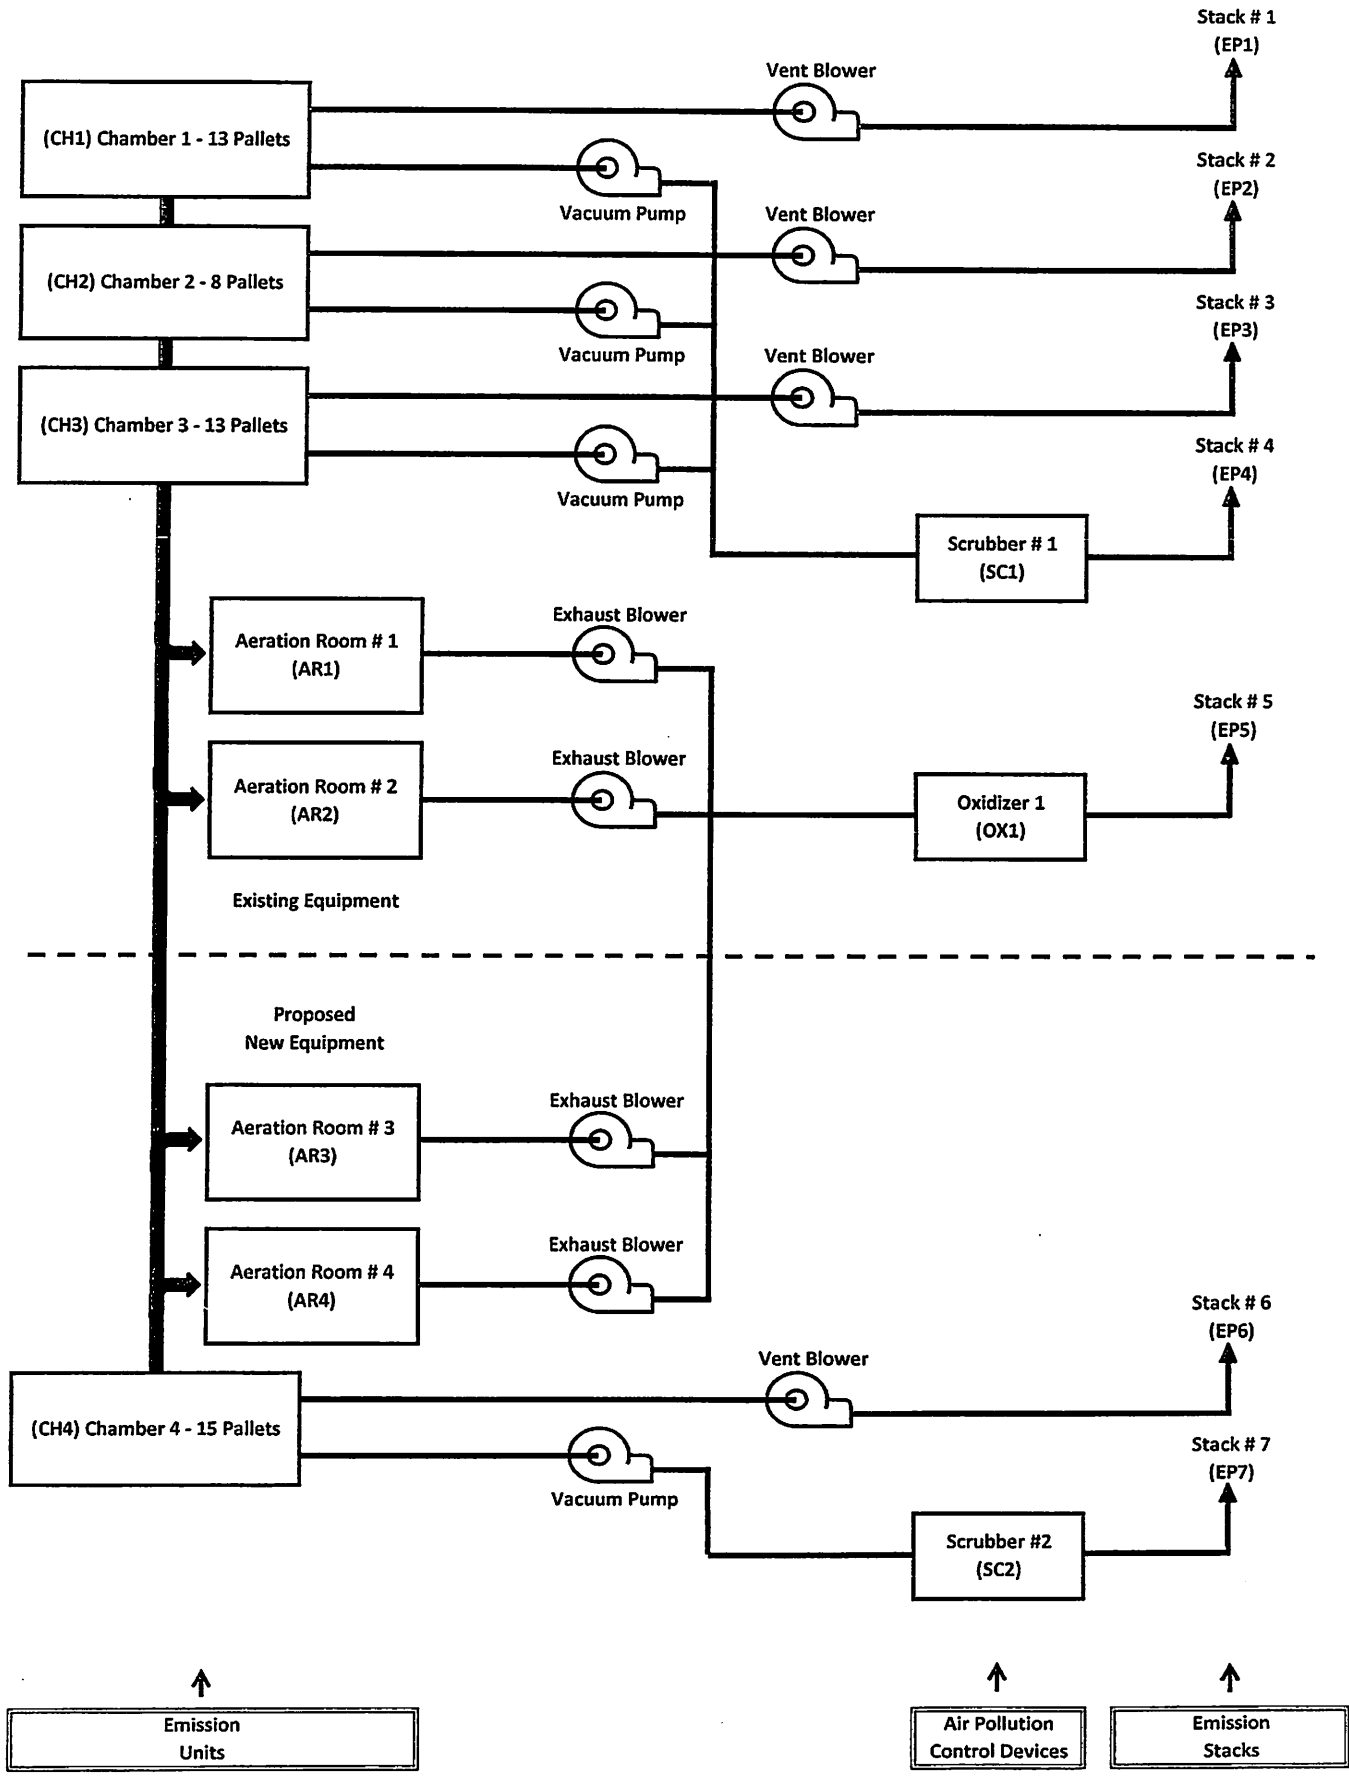 Stack # 1
(EP1)
Vent Blower
(CH1) Chamber 1 - 13 Pallets
Vacuum Pump
Stack # 2
(EP2)
Vent Blower
(CH2) Chamber 2 - 8 Pallets
Vacuum Pump
Stack # 3
(EP3)
Vent Blower
(CH3) Chamber 3 - 13 Pallets
Vacuum Pump
Stack # 4
(EP4)
Scrubber # 1
(SC1)
Exhaust Blower
Aeration Room # 1
(AR1)
Stack # 5
(EP5)
Exhaust Blower
Aeration Room # 2
(AR2)
Oxidizer 1
(OX1)
Existing Equipment
Proposed
New Equipment
Exhaust Blower
Aeration Room # 3
(AR3)
Exhaust Blower
Aeration Room # 4
(AR4)
Stack # 6
(EP6)
Vent Blower
(CH4) Chamber 4 - 15 Pallets
Vacuum Pump
Stack # 7
(EP7)
Scrubber #2
(SC2)
Emission
Units
Air Pollution
Control Devices
Emission
Stacks